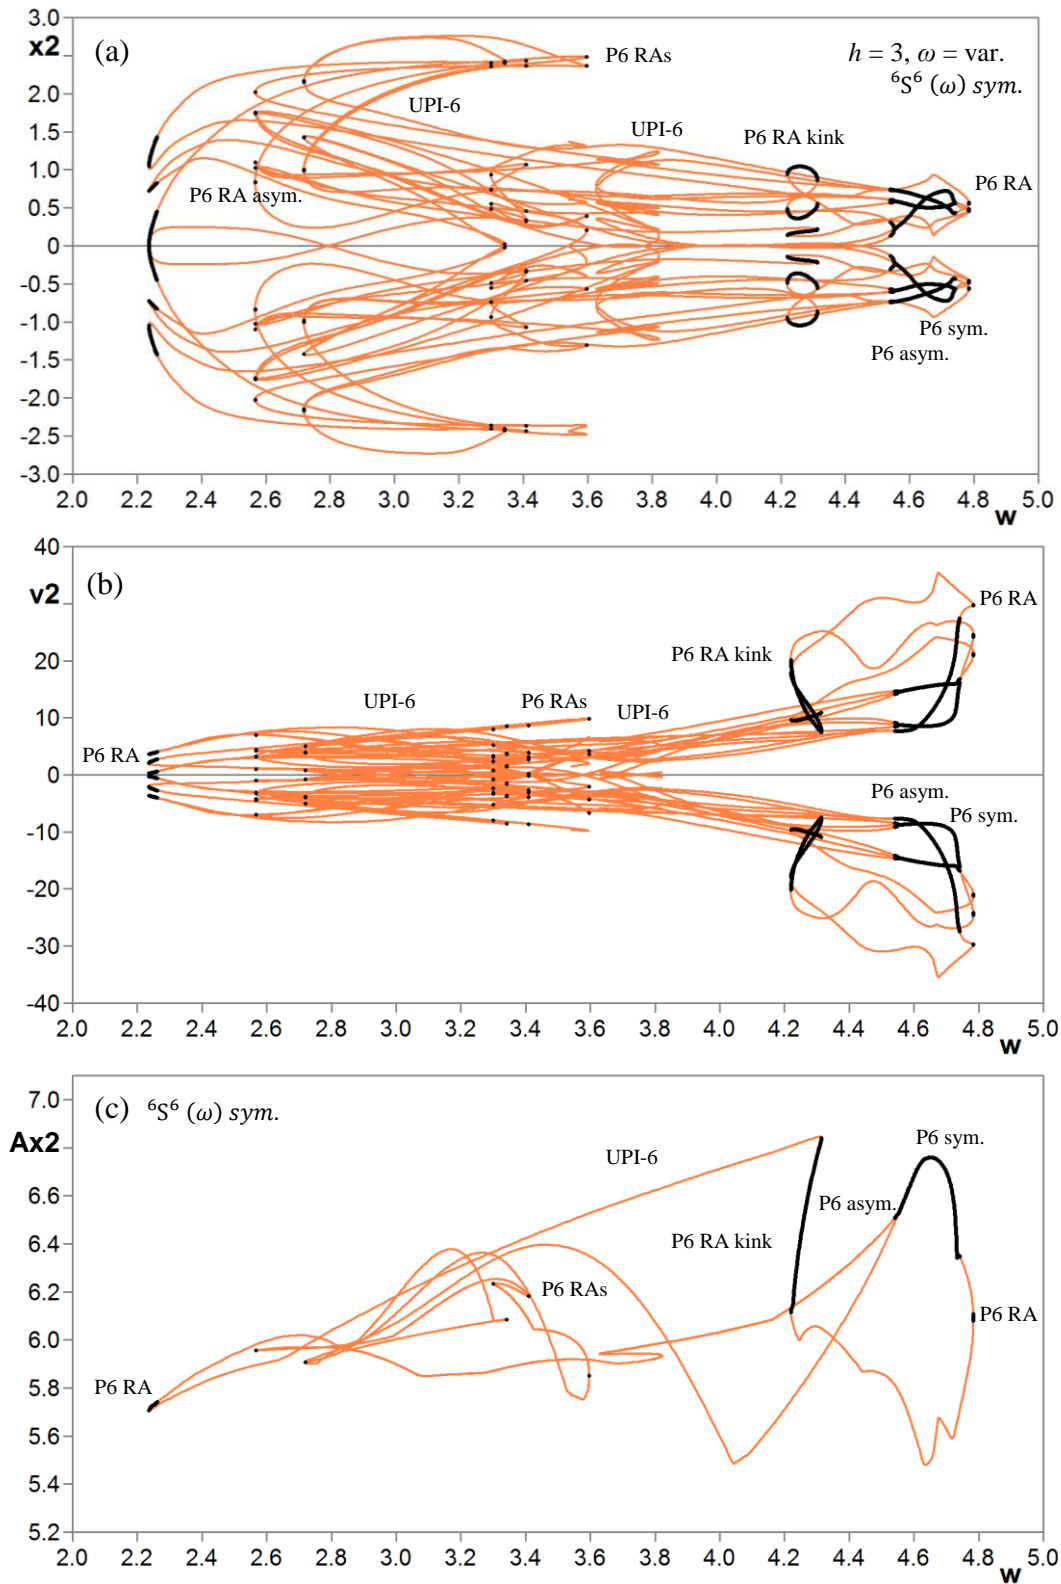 3.0
x2
(a)
P6 RAs
h = 3, ω = var.
⁶S⁶ (ω) sym.
2.0
UPI-6
UPI-6
P6 RA kink
1.5
1.0
P6 RA asym.
P6 RA
0.5
0
-0.5
-1.0
P6 sym.
P6 asym.
-1.5
-2.0
-2.5
-3.0
2.0 2.2 2.4 2.6 2.8 3.0 3.2 3.4 3.6 3.8 4.0 4.2 4.4 4.6 4.8 5.0
w
40
v2
(b)
P6 RA
P6 RA kink
20
UPI-6
P6 RAs
UPI-6
10
P6 RA
0
P6 asym.
P6 sym.
-10
-20
-30
-40
2.0 2.2 2.4 2.6 2.8 3.0 3.2 3.4 3.6 3.8 4.0 4.2 4.4 4.6 4.8 5.0
w
7.0
(c) ⁶S⁶ (ω) sym.
Ax2
P6 sym.
UPI-6
6.6
P6 asym.
6.4
P6 RA kink
6.2
P6 RAs
P6 RA
6.0
5.8
P6 RA
5.6
5.4
5.2
2.0 2.2 2.4 2.6 2.8 3.0 3.2 3.4 3.6 3.8 4.0 4.2 4.4 4.6 4.8 5.0
w